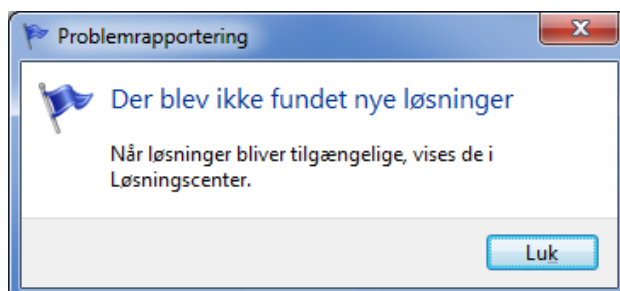 Problemrapportering
Der blev ikke fundet nye løsninger
Når løsninger bliver tilgængelige, vises de i
Løsningscenter.
Luk